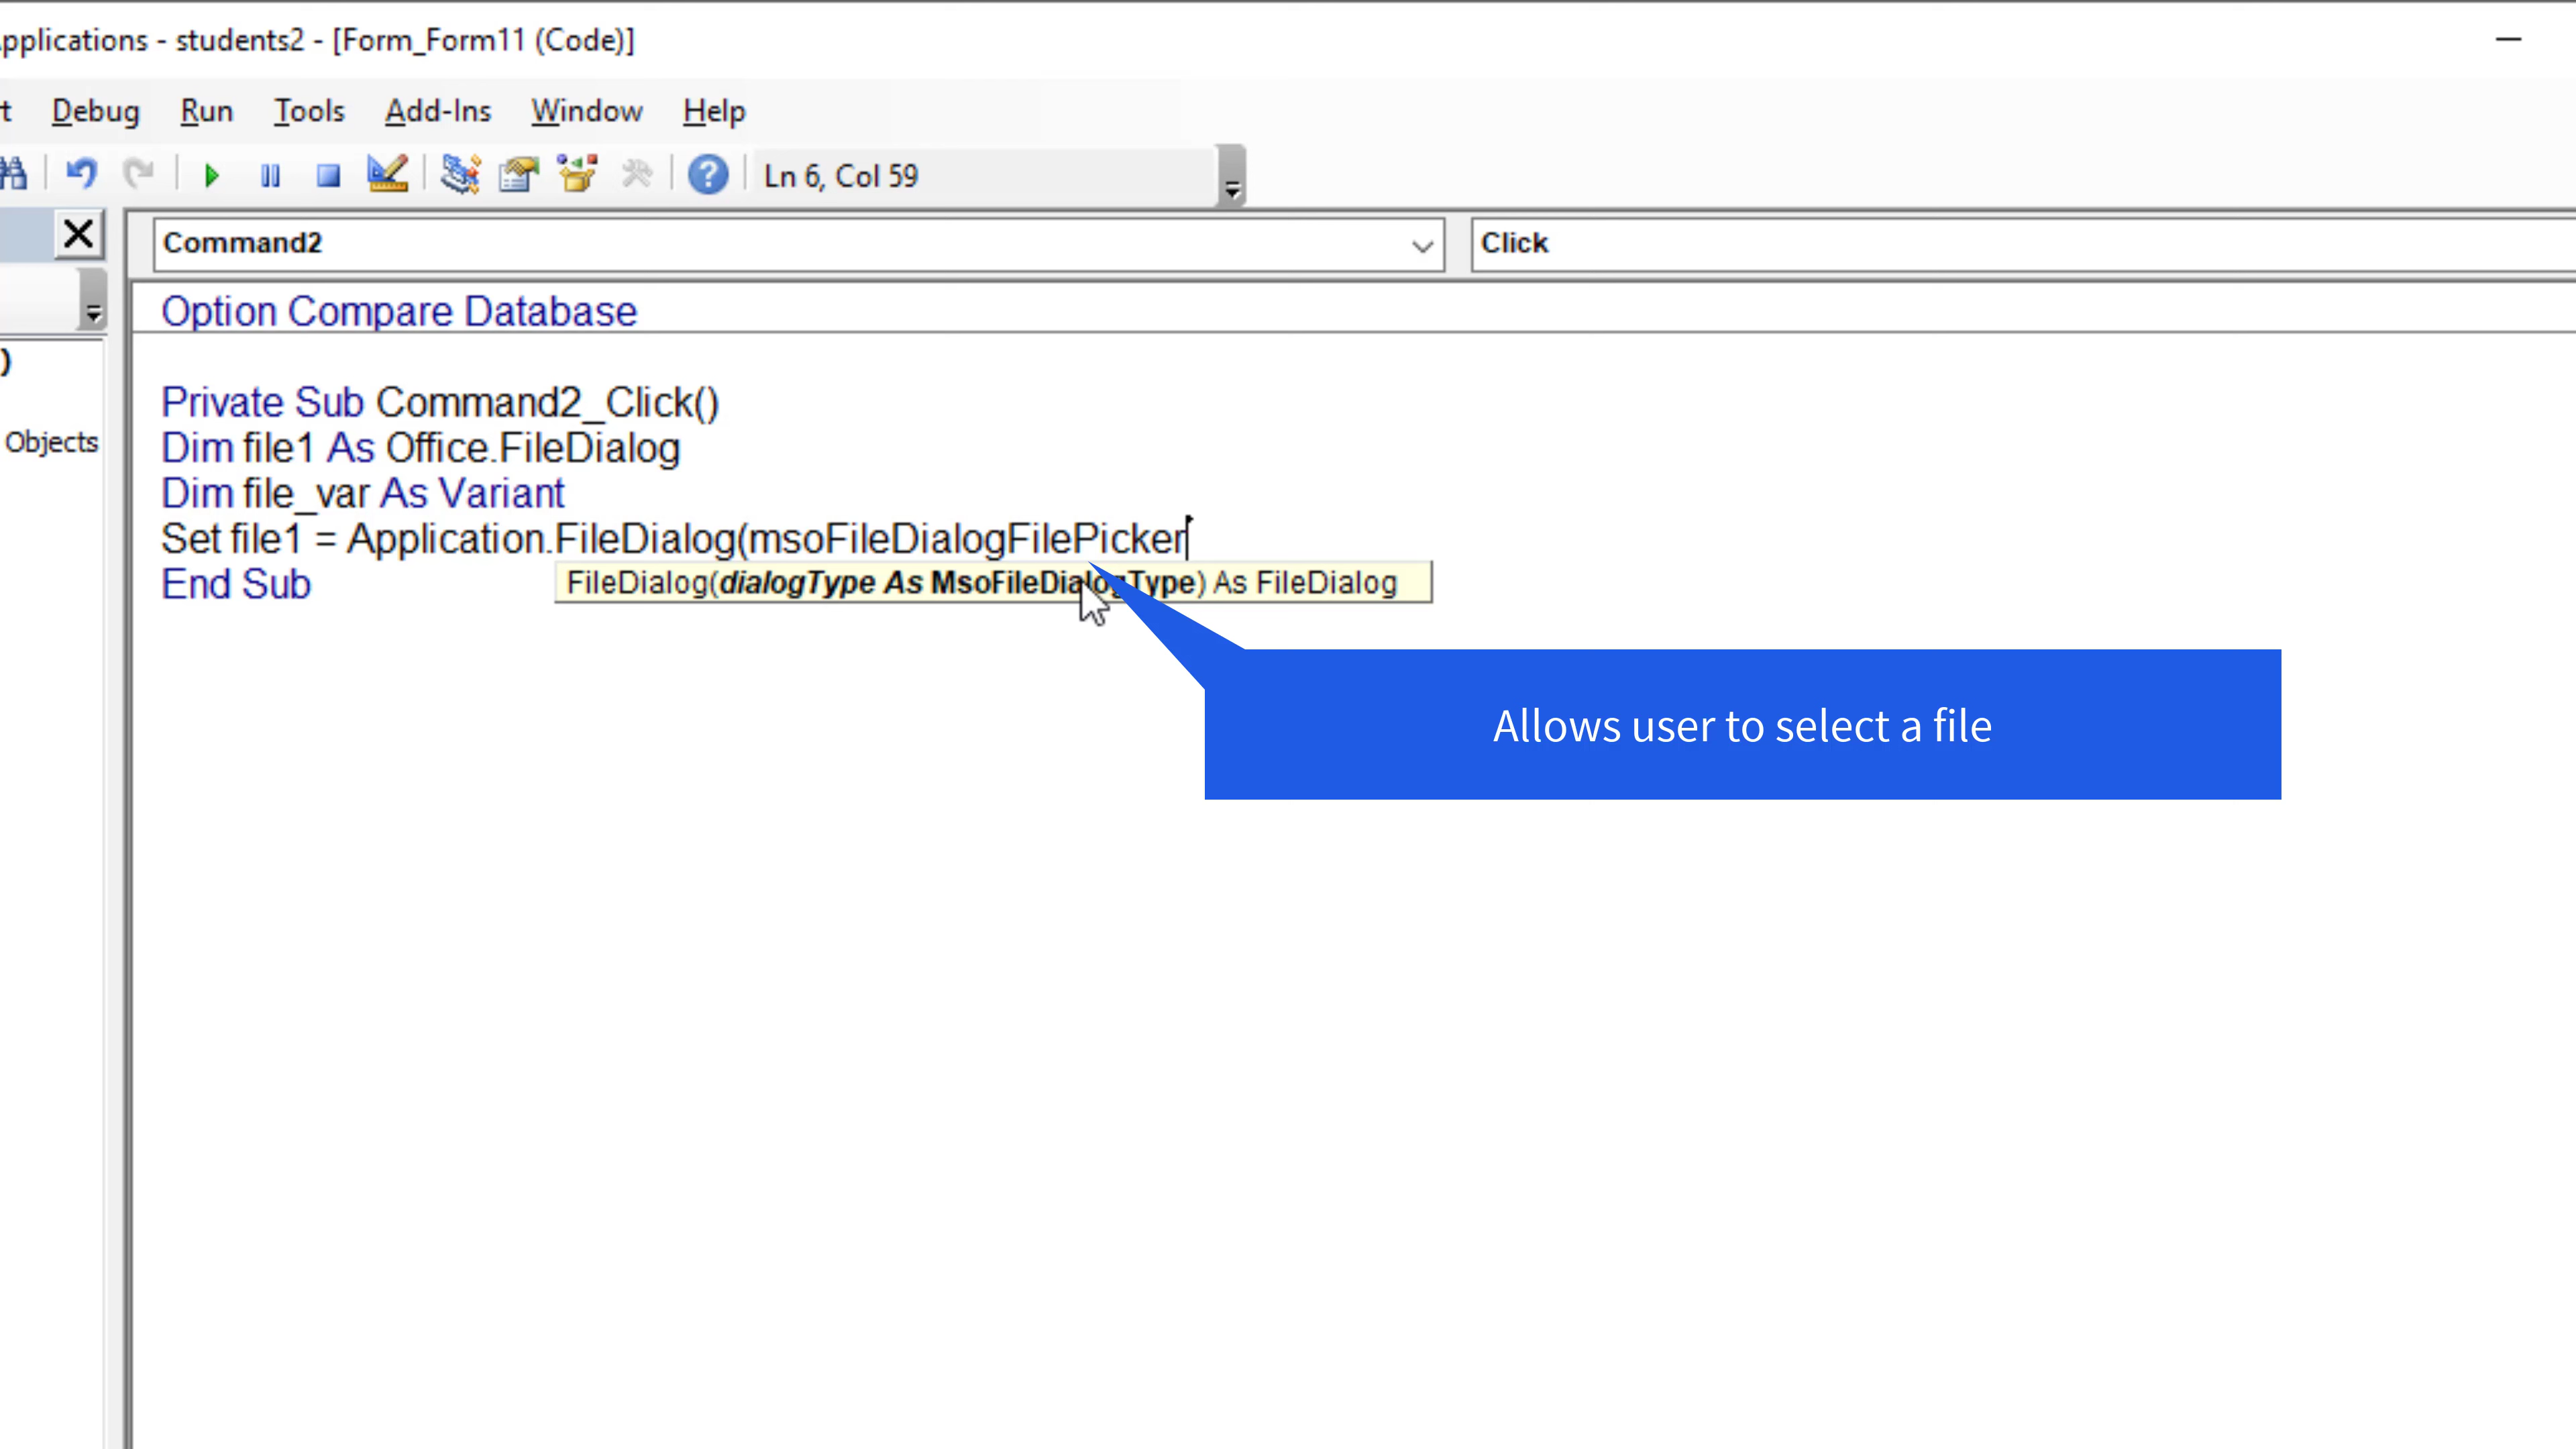 pplications - students2 - [Form_Form11 (Code)]
t Debug Run Tools Add-Ins Window Help
Ln 6, Col 59
Command2 Click
Option Compare Database
)
Private Sub Command2_Click()
Objects
Dim file1 As Office.FileDialog
Dim file_var As Variant
Set file1 = Application.FileDialog(msoFileDialogFilePicker
End Sub
FileDialog(dialogType As MsoFileDialogType) As FileDialog
Allows user to select a file